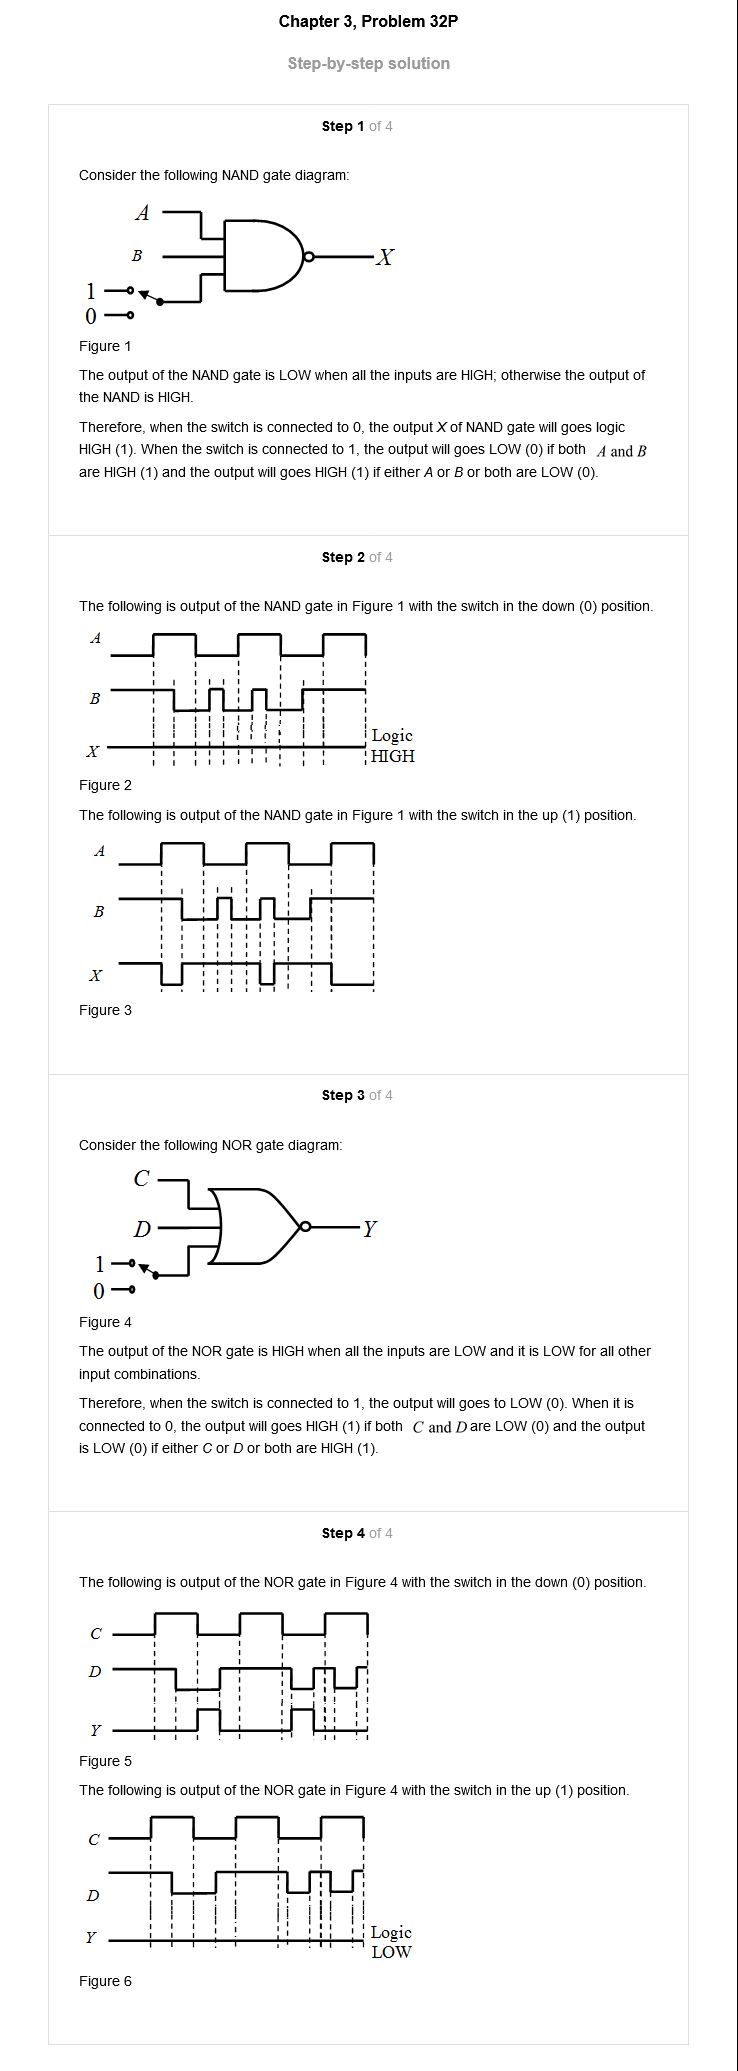 Chapter 3, Problem 32P
Step-by-step solution
Step 1 of 4
Consider the following NAND gate diagram:
A
B
X
1
0
Figure 1
The output of the NAND gate is LOW when all the inputs are HIGH; otherwise the output of
the NAND is HIGH.
Therefore, when the switch is connected to 0, the output X of NAND gate will goes logic
HIGH (1). When the switch is connected to 1, the output will goes LOW (0) if both A and B
are HIGH (1) and the output will goes HIGH (1) if either A or B or both are LOW (0).
Step 2 of 4
The following is output of the NAND gate in Figure 1 with the switch in the down (0) position.
A
B
X
Logic
HIGH
Figure 2
The following is output of the NAND gate in Figure 1 with the switch in the up (1) position.
A
B
X
Figure 3
Step 3 of 4
Consider the following NOR gate diagram:
C
D
Y
1
0
Figure 4
The output of the NOR gate is HIGH when all the inputs are LOW and it is LOW for all other
input combinations.
Therefore, when the switch is connected to 1, the output will goes to LOW (0). When it is
connected to 0, the output will goes HIGH (1) if both C and D are LOW (0) and the output
is LOW (0) if either C or D or both are HIGH (1).
Step 4 of 4
The following is output of the NOR gate in Figure 4 with the switch in the down (0) position.
C
D
Y
Figure 5
The following is output of the NOR gate in Figure 4 with the switch in the up (1) position.
C
D
Y
Logic
LOW
Figure 6